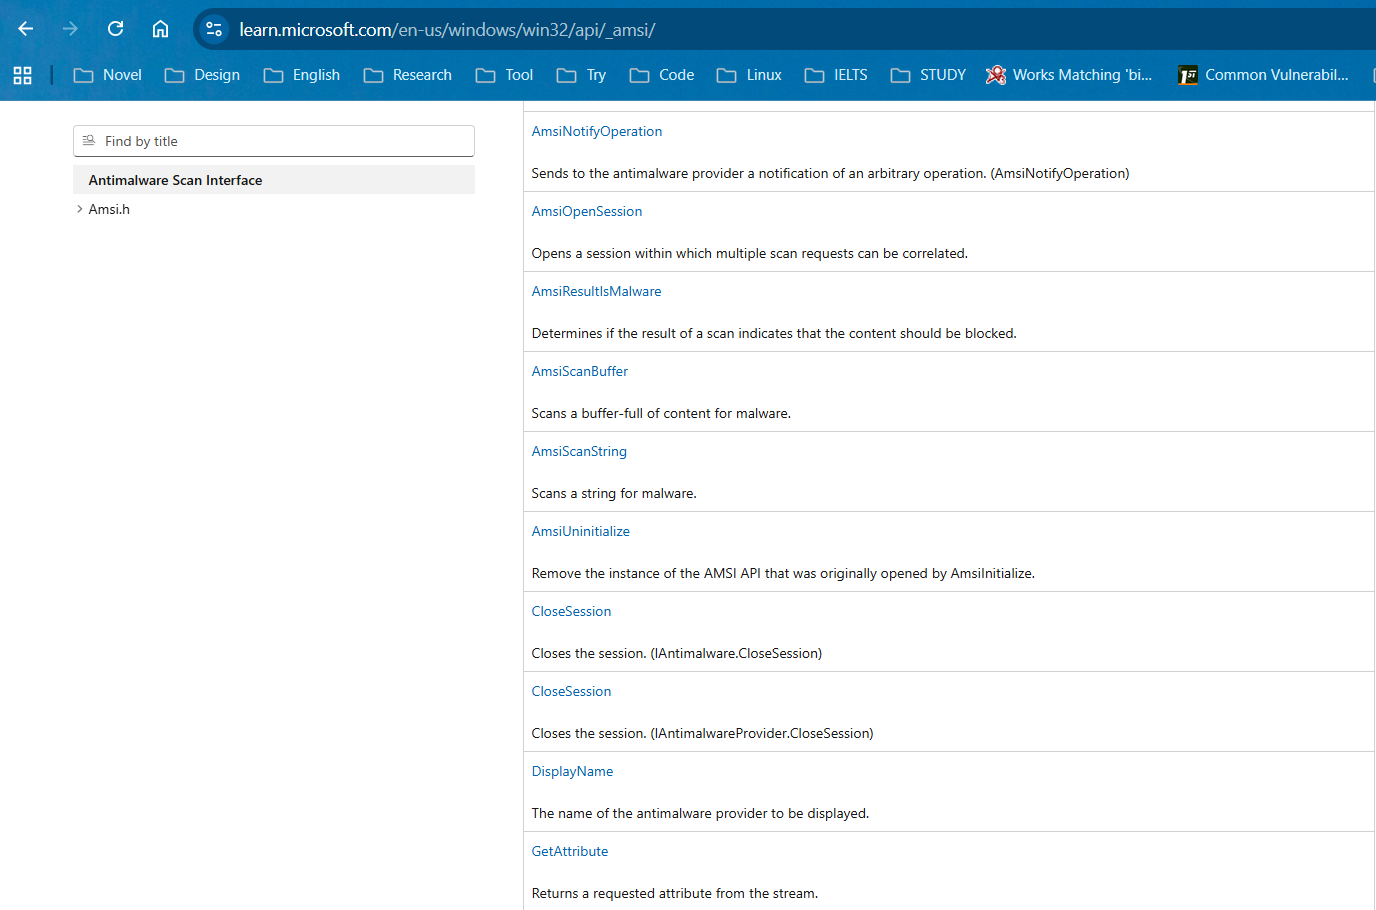 learn.microsoft.com/en-us/windows/win32/api/_amsi/
Novel Design English Research Tool Try Code Linux IELTS STUDY Works Matching 'bi... Common Vulnerabil...
Find by title
Antimalware Scan Interface
Amsi.h
AmsiNotifyOperation
Sends to the antimalware provider a notification of an arbitrary operation. (AmsiNotifyOperation)
AmsiOpenSession
Opens a session within which multiple scan requests can be correlated.
AmsiResultIsMalware
Determines if the result of a scan indicates that the content should be blocked.
AmsiScanBuffer
Scans a buffer-full of content for malware.
AmsiScanString
Scans a string for malware.
AmsiUninitialize
Remove the instance of the AMSI API that was originally opened by AmsiInitialize.
CloseSession
Closes the session. (IAntimalware.CloseSession)
CloseSession
Closes the session. (IAntimalwareProvider.CloseSession)
DisplayName
The name of the antimalware provider to be displayed.
GetAttribute
Returns a requested attribute from the stream.